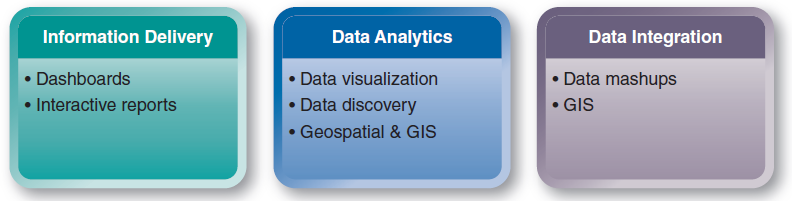 Information Delivery
• Dashboards
• Interactive reports
Data Analytics
• Data visualization
• Data discovery
• Geospatial & GIS
Data Integration
• Data mashups
• GIS